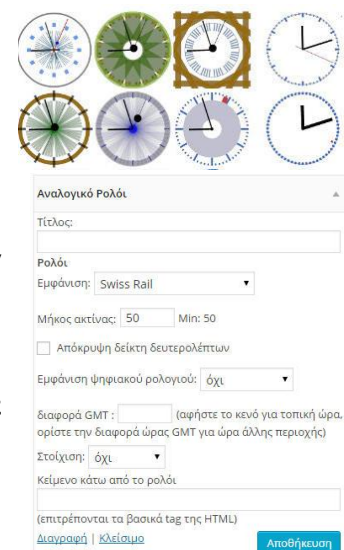 Αναλογικό Ρολόι
Τίτλος:
Ρολόι
Εμφάνιση: Swiss Rail
Μήκος ακτίνας: 50 Min: 50
Απόκρυψη δείκτη δευτερολέπτων
Εμφάνιση ψηφιακού ρολογιού: όχι
διαφορά GMT : (αφήστε το κενό για τοπική ώρα,
ορίστε την διαφορά ώρας GMT για ώρα άλλης περιοχής)
Στοίχιση: όχι
Κείμενο κάτω από το ρολόι
(επιτρέπονται τα βασικά tag της HTML)
Διαγραφή | Κλείσιμο Αποθήκευση